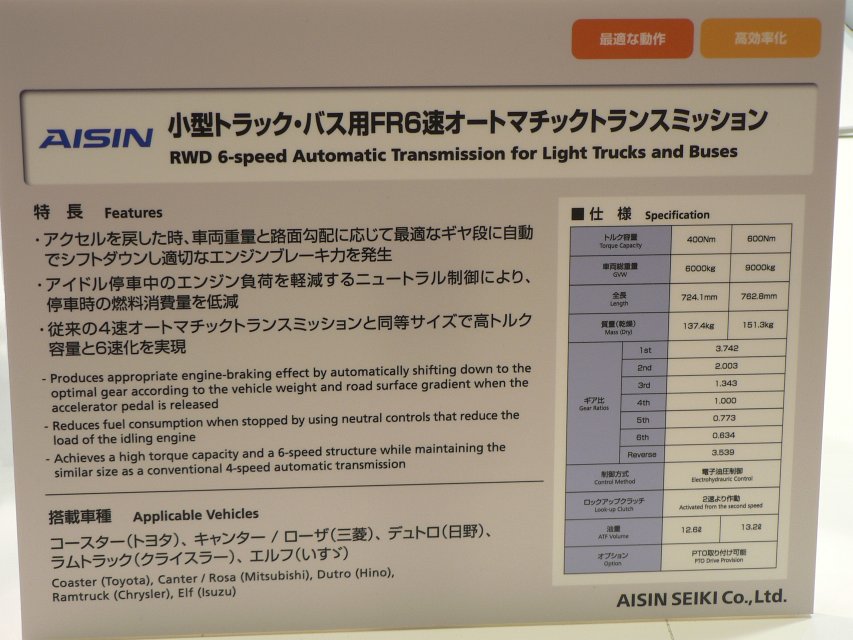 最適な動作 高効率化
AISIN 小型トラック・バス用FR6速オートマチックトランスミッション
RWD 6-speed Automatic Transmission for Light Trucks and Buses
特 長 Features
・アクセルを戻した時、車両重量と路面勾配に応じて最適なギヤ段に自動
でシフトダウンし適切なエンジンブレーキ力を発生
・アイドル停車中のエンジン負荷を軽減するニュートラル制御により、
停車時の燃料消費量を低減
・従来の4速オートマチックトランスミッションと同等サイズで高トルク
容量と6速化を実現
- Produces appropriate engine-braking effect by automatically shifting down to the
optimal gear according to the vehicle weight and road surface gradient when the
accelerator pedal is released
- Reduces fuel consumption when stopped by using neutral controls that reduce the
load of the idling engine
- Achieves a high torque capacity and a 6-speed structure while maintaining the
similar size as a conventional 4-speed automatic transmission
搭載車種 Applicable Vehicles
コースター(トヨタ)、キャンター / ローザ(三菱)、デュトロ(日野)、
ラムトラック(クライスラー)、エルフ(いすゞ)
Coaster (Toyota), Canter / Rosa (Mitsubishi), Dutro (Hino),
Ramtruck (Chrysler), Elf (Isuzu)
■仕 様 Specification
トルク容量
Torque Capacity
400Nm 600Nm
車両総重量
GVW
6000kg 9000kg
全長
Length
724.1mm 762.8mm
質量(乾燥)
Mass (Dry)
137.4kg 151.3kg
ギア比
Gear Ratios
1st 3.742
2nd 2.003
3rd 1.343
4th 1.000
5th 0.773
6th 0.634
Reverse 3.539
制御方式
Control Method
電子油圧制御
Electrohydrauric Control
ロックアップクラッチ
Look-up Clutch
2速より作動
Activated from the second speed
油量
ATF Volume
12.6ℓ 13.2ℓ
オプション
Option
PTO取り付け可能
PTO Drive Provision
AISIN SEIKI Co.,Ltd.